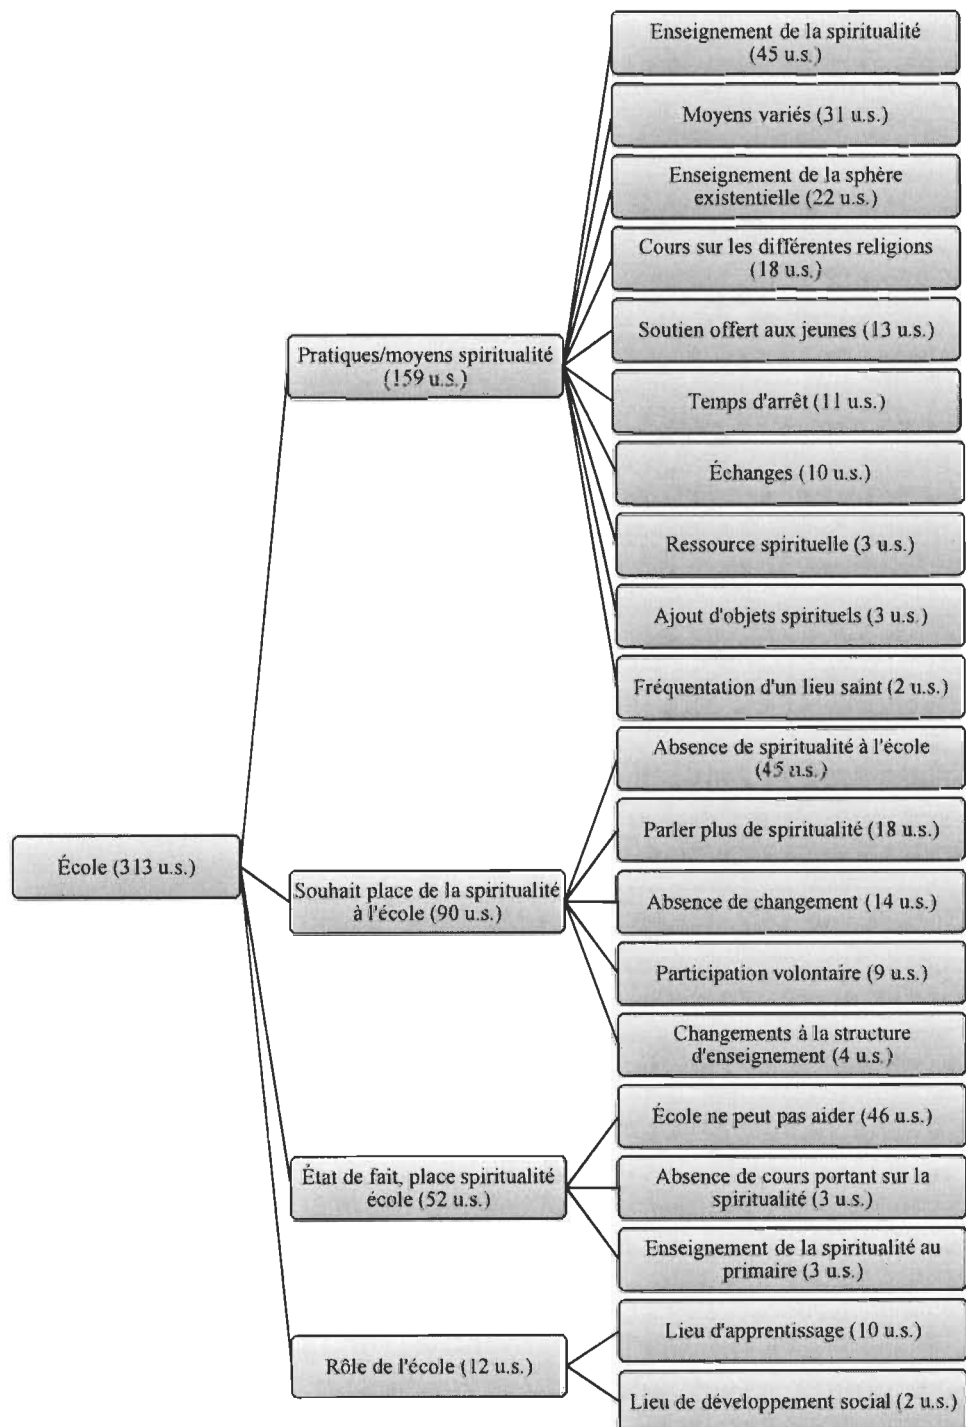 Enseignement de la spiritualité
(45 u.s.)
Moyens variés (31 u.s.)
Enseignement de la sphère
existentielle (22 u.s.)
Cours sur les différentes religions
(18 u.s.)
Soutien offert aux jeunes (13 u.s.)
Temps d'arrêt (11 u.s.)
Échanges (10 u.s.)
Ressource spirituelle (3 u.s.)
Ajout d'objets spirituels (3 u.s.)
Fréquentation d'un lieu saint (2 u.s.)
Pratiques/moyens spiritualité
(159 u.s.)
Absence de spiritualité à l'école
(45 u.s.)
Parler plus de spiritualité (18 u.s.)
Absence de changement (14 u.s.)
Participation volontaire (9 u.s.)
Changements à la structure
d'enseignement (4 u.s.)
École (313 u.s.)
Souhait place de la spiritualité
à l'école (90 u.s.)
École ne peut pas aider (46 u.s.)
Absence de cours portant sur la
spiritualité (3 u.s.)
Enseignement de la spiritualité au
primaire (3 u.s.)
État de fait, place spiritualité
école (52 u.s.)
Lieu d'apprentissage (10 u.s.)
Lieu de développement social (2 u.s.)
Rôle de l'école (12 u.s.)